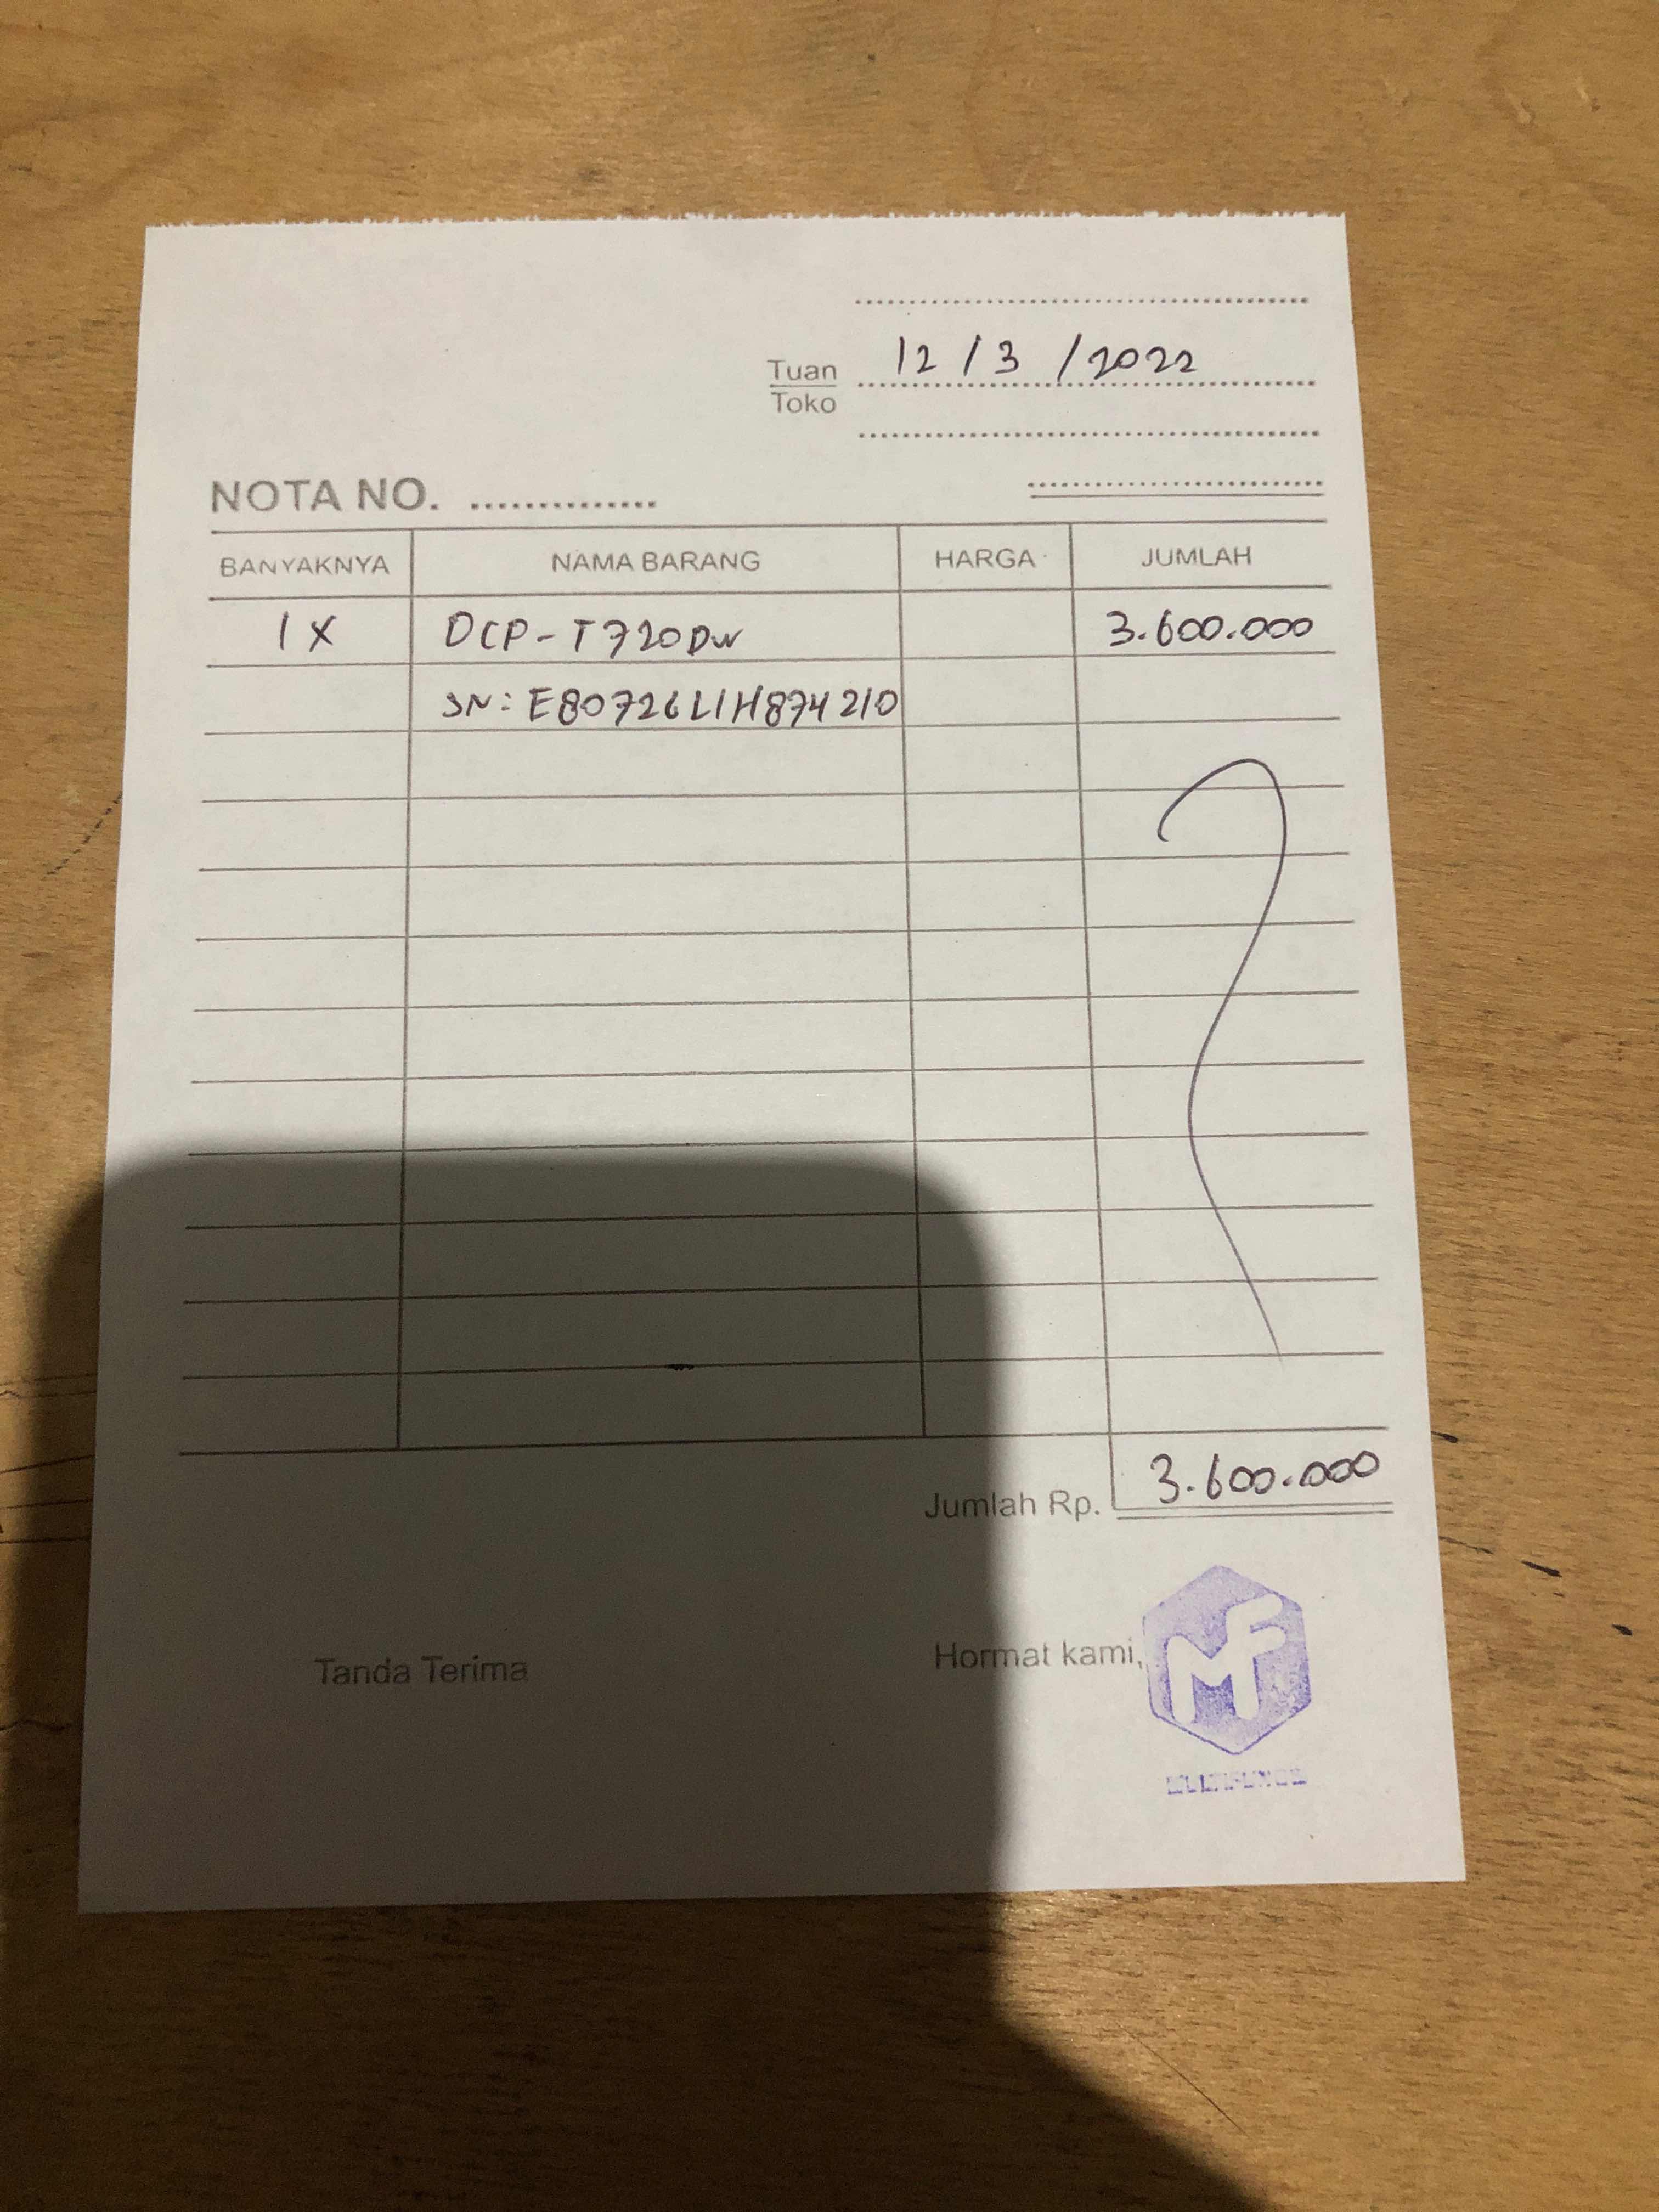 12/3/2022
Tuan
Toko
NOTA NO.
BANYAKNYA NAMA BARANG HARGA JUMLAH
1 X DCP-T720DW 3.600.000
SN: E80726L1H874210
Jumlah Rp. 3.600.000
Tanda Terima Hormat kami,
MF